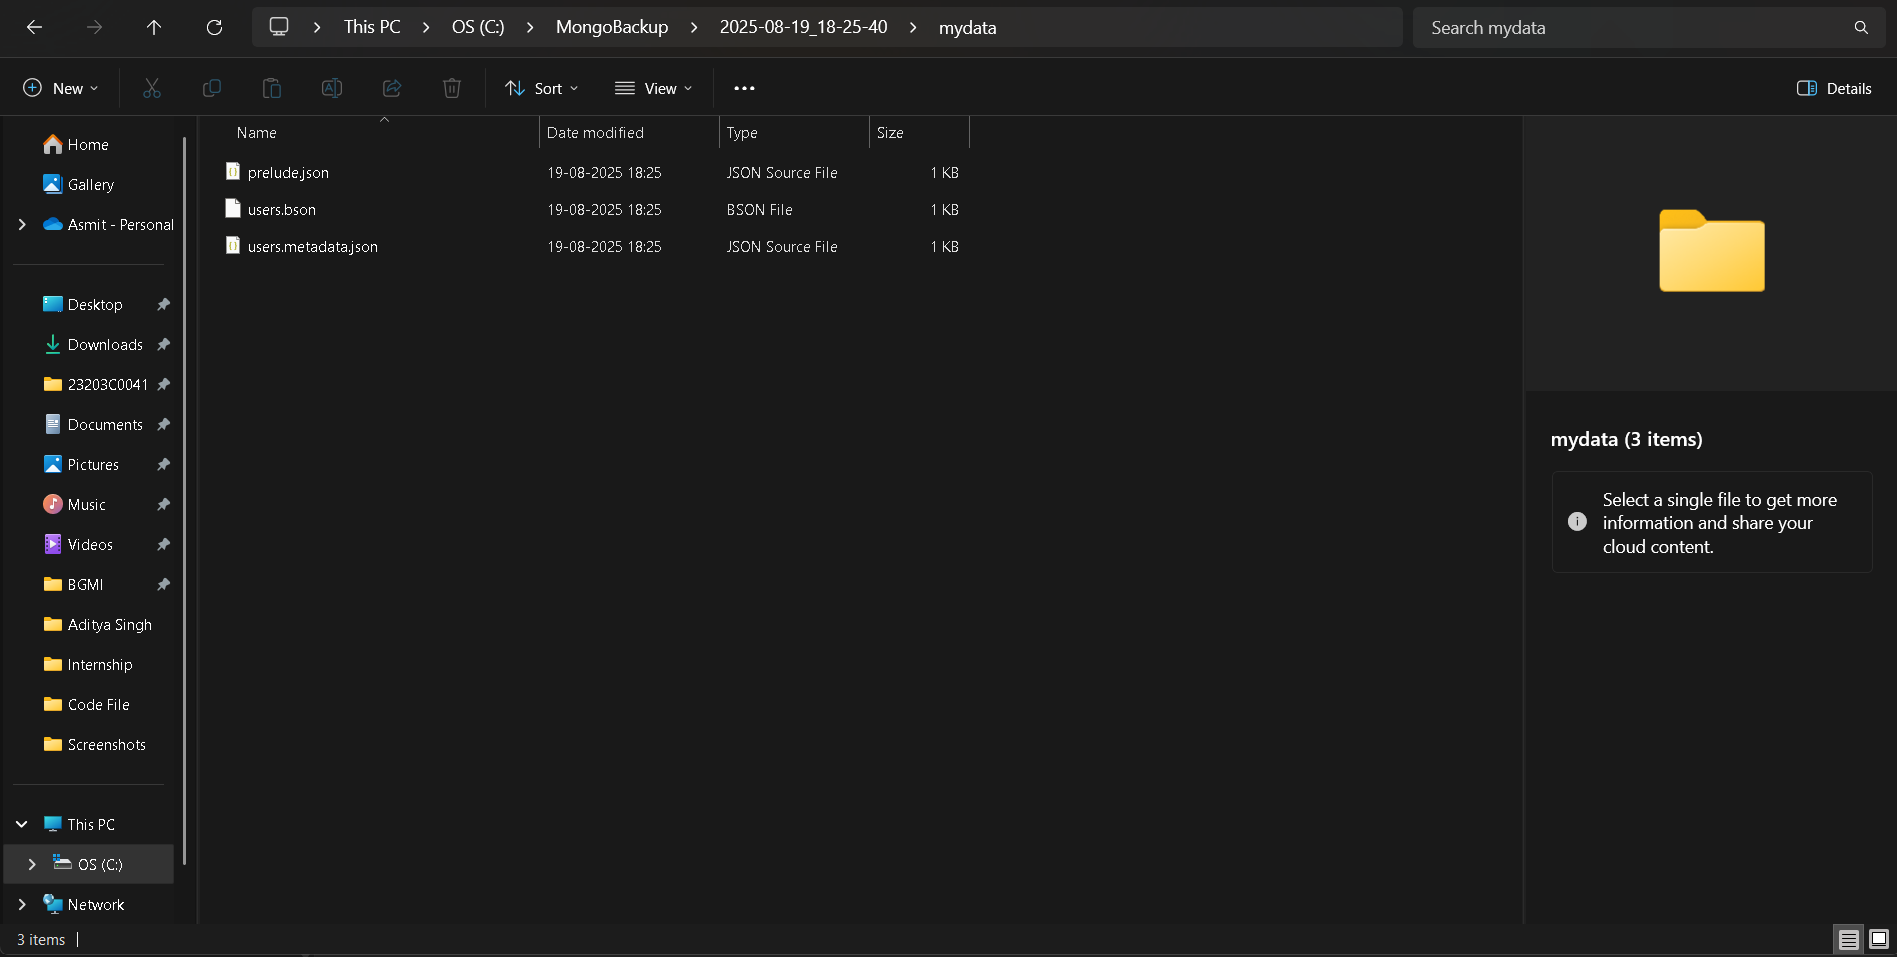 This PC > OS (C:) > MongoBackup > 2025-08-19_18-25-40 > mydata
Search mydata
New
Sort
View
Details
Home
Gallery
Asmit - Personal
Desktop
Downloads
23203C0041
Documents
Pictures
Music
Videos
BGMI
Aditya Singh
Internship
Code File
Screenshots
This PC
OS (C:)
Network
Name Date modified Type Size
prelude.json 19-08-2025 18:25 JSON Source File 1 KB
users.bson 19-08-2025 18:25 BSON File 1 KB
users.metadata.json 19-08-2025 18:25 JSON Source File 1 KB
mydata (3 items)
Select a single file to get more
information and share your
cloud content.
3 items